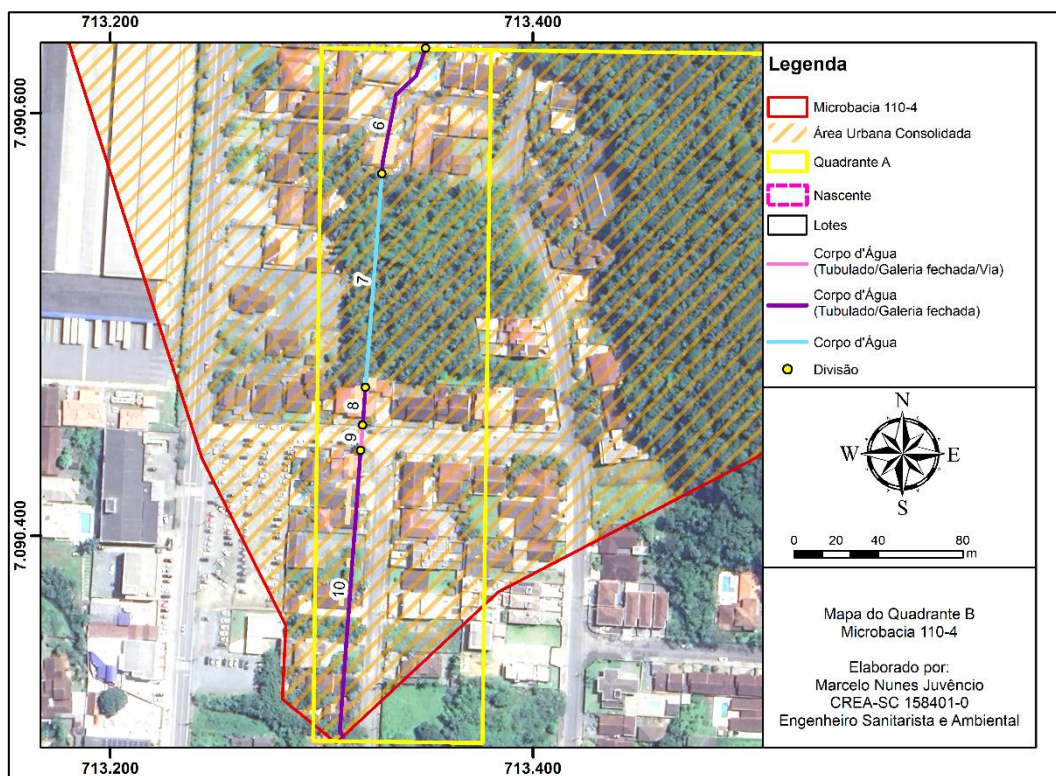 713.200
713.400
7.090.600
7.090.400
6
7
8
9
10
Legenda
Microbacia 110-4
Área Urbana Consolidada
Quadrante A
Nascente
Lotes
Corpo d'Água
(Tubulado/Galeria fechada/Via)
Corpo d'Água
(Tubulado/Galeria fechada)
Corpo d'Água
Divisão
N
W
E
S
0
20
40
80
m
Mapa do Quadrante B
Microbacia 110-4
Elaborado por:
Marcelo Nunes Juvêncio
CREA-SC 158401-0
Engenheiro Sanitarista e Ambiental
713.200
713.400